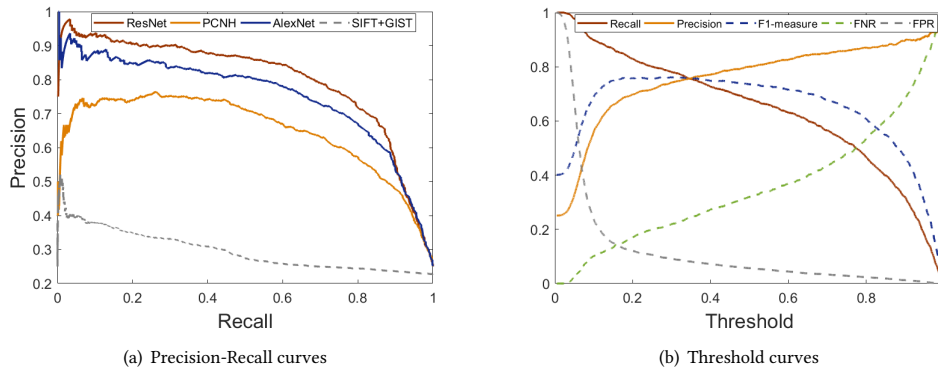 ResNet PCNH AlexNet SIFT+GIST
1
0.9
0.8
0.7
0.6
0.5
0.4
0.3
0.2
Precision
0 0.2 0.4 0.6 0.8 1
Recall
(a) Precision-Recall curves
Recall Precision F1-measure FNR FPR
1
0.8
0.6
0.4
0.2
0
0 0.2 0.4 0.6 0.8
Threshold
(b) Threshold curves